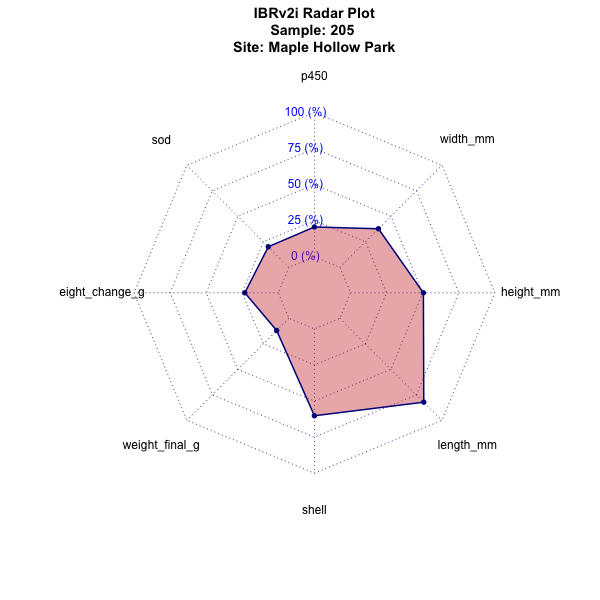 IBRv2i Radar Plot
Sample: 205
Site: Maple Hollow Park
p450
100 (%)
sod
width_mm
75 (%)
50 (%)
25 (%)
0 (%)
eight_change_g
height_mm
weight_final_g
length_mm
shell